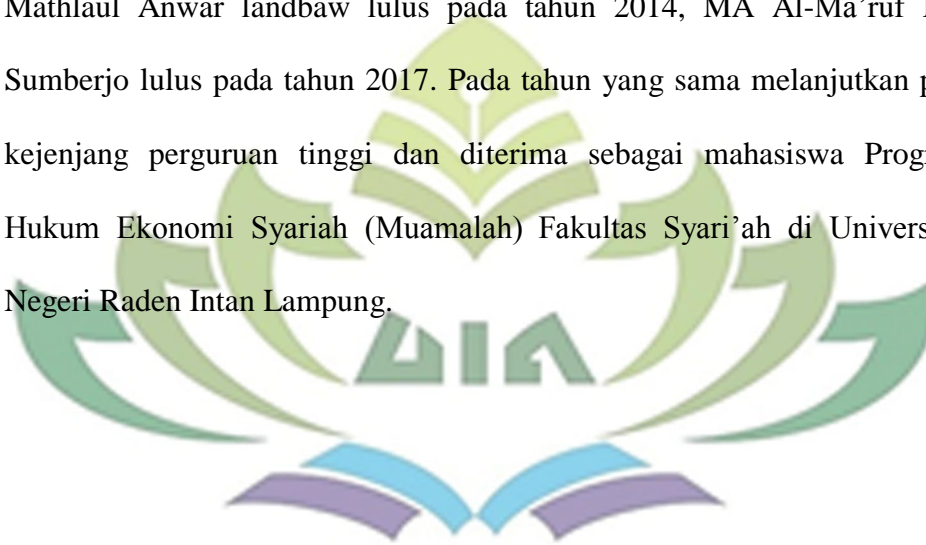 Mathlaul Anwar landbaw lulus pada tahun 2014, MA Al-Ma’ruf
Sumberjo lulus pada tahun 2017. Pada tahun yang sama melanjutkan
kejenjang perguruan tinggi dan diterima sebagai mahasiswa
Hukum Ekonomi Syariah (Muamalah) Fakultas Syari’ah di
Negeri Raden Intan Lampung.
UIN